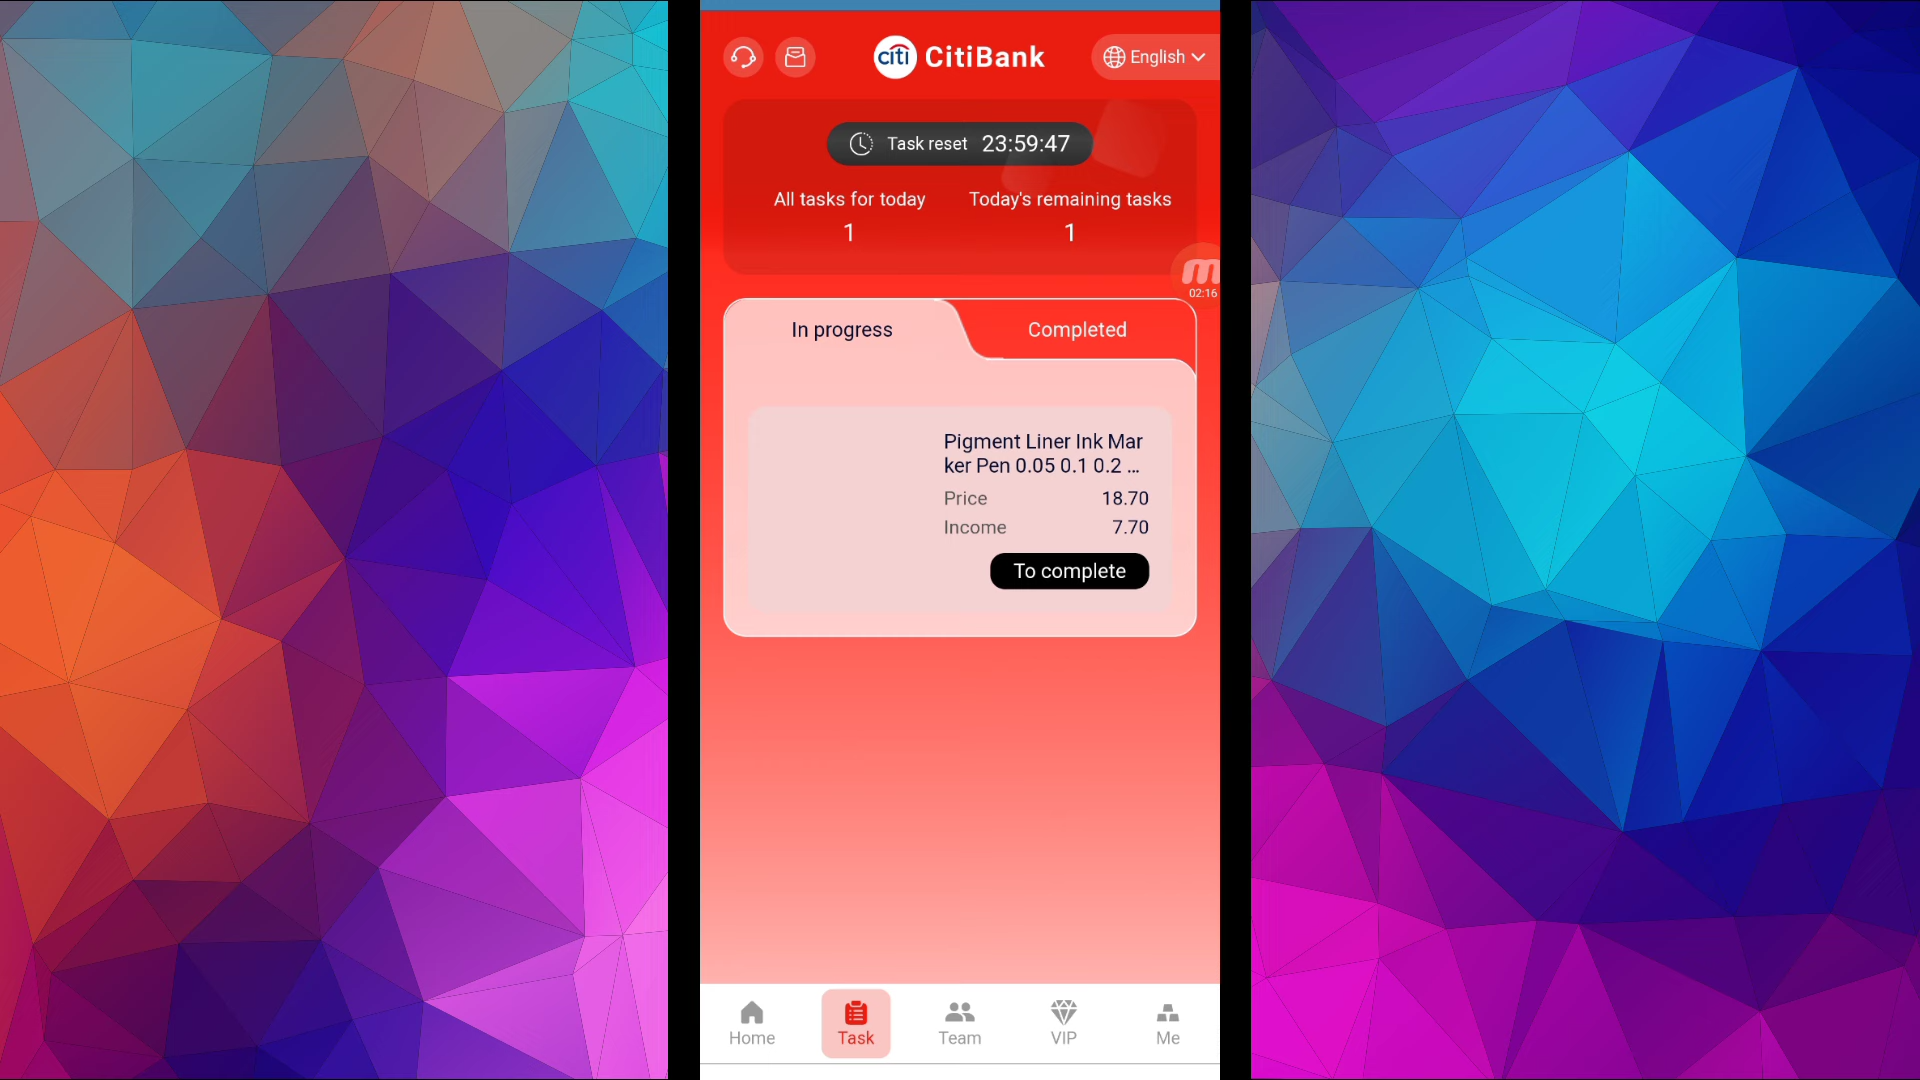 citi CitiBank
English
Task reset 23:59:47
All tasks for today
Today's remaining tasks
1
1
m
02:16
In progress
Completed
Pigment Liner Ink Mar
ker Pen 0.05 0.1 0.2 ...
Price 18.70
Income 7.70
To complete
Home
Task
Team
VIP
Me